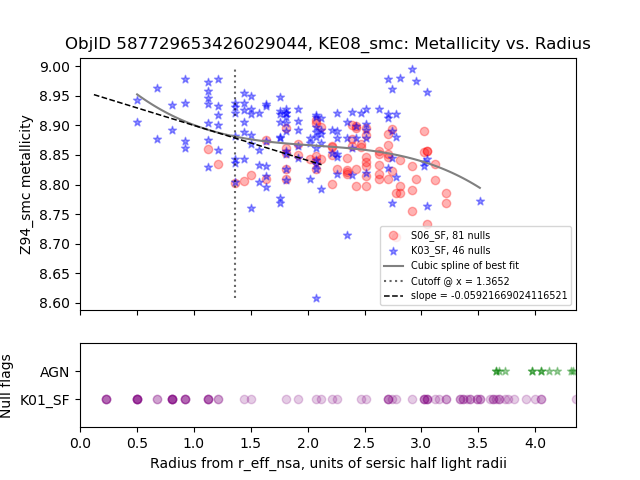 ObjID 587729653426029044, KE08_smc: Metallicity vs. Radius
Z94_smc metallicity
9.00
8.95
8.90
8.85
8.80
8.75
8.70
8.65
8.60
S06_SF, 81 nulls
K03_SF, 46 nulls
Cubic spline of best fit
Cutoff @ x = 1.3652
slope = -0.05921669024116521
Null flags
AGN
K01_SF
0.0 0.5 1.0 1.5 2.0 2.5 3.0 3.5 4.0
Radius from r_eff_nsa, units of sersic half light radii